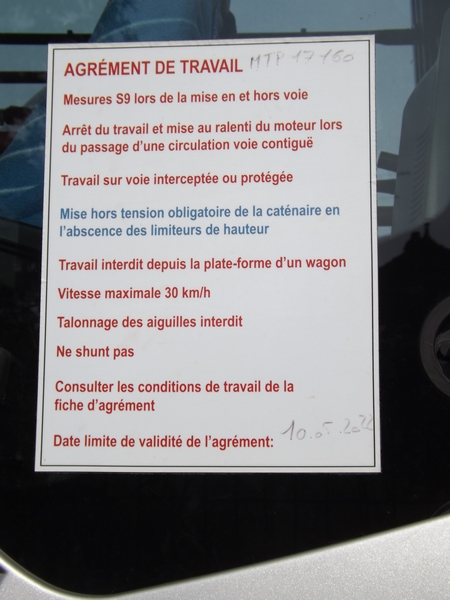 AGRÉMENT DE TRAVAIL MTP 17 160
Mesures S9 lors de la mise en et hors voie
Arrêt du travail et mise au ralenti du moteur lors
du passage d'une circulation voie contiguë
Travail sur voie interceptée ou protégée
Mise hors tension obligatoire de la caténaire en
l'abscence des limiteurs de hauteur
Travail interdit depuis la plate-forme d'un wagon
Vitesse maximale 30 km/h
Talonnage des aiguilles interdit
Ne shunt pas
Consulter les conditions de travail de la
fiche d'agrément
Date limite de validité de l'agrément: 10.05.2022